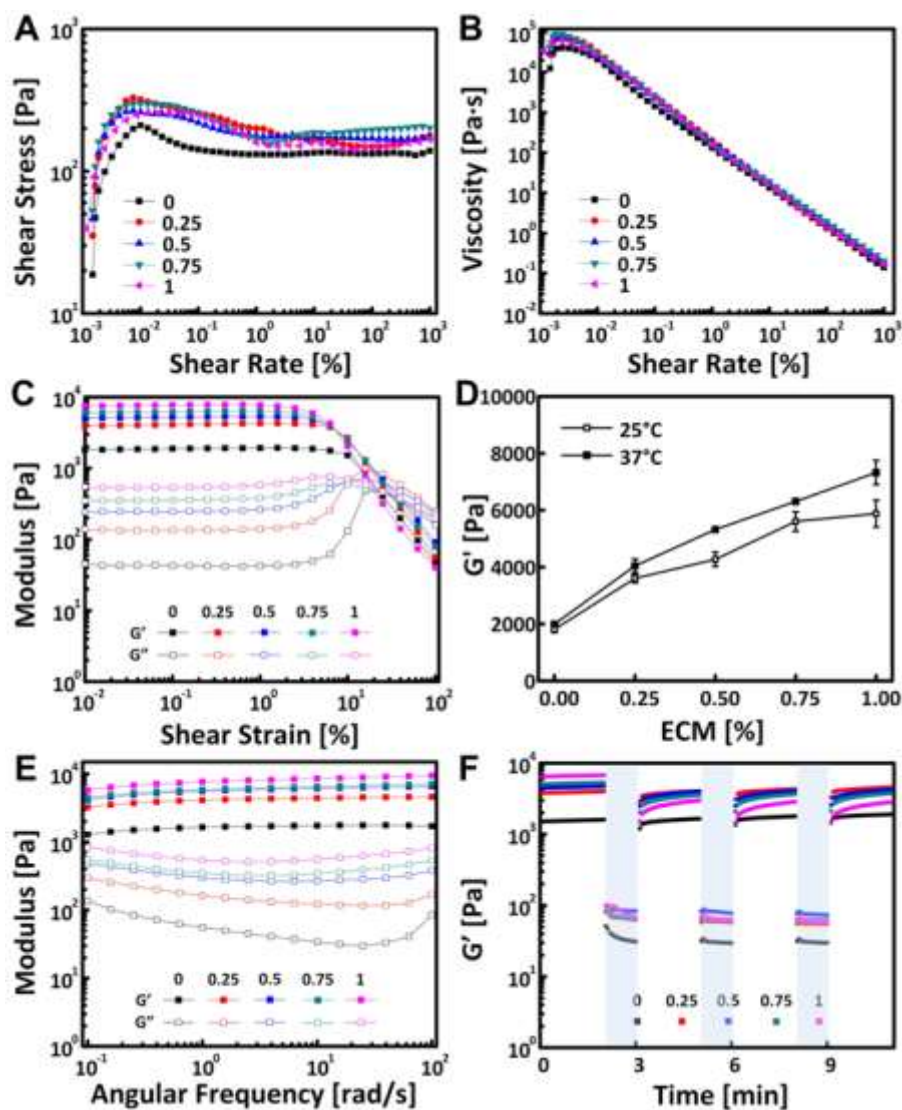 A
Shear Stress [Pa]
10³
10²
10¹
0
0.25
0.5
0.75
1
10⁻³ 10⁻² 10⁻¹ 10⁰ 10¹ 10² 10³
Shear Rate [%]
B
Viscosity [Pa·s]
10⁵
10⁴
10³
10²
10¹
10⁰
10⁻¹
10⁻²
0
0.25
0.5
0.75
1
10⁻³ 10⁻² 10⁻¹ 10⁰ 10¹ 10² 10³
Shear Rate [%]
C
Modulus [Pa]
10⁴
10³
10²
10¹
10⁰
0 0.25 0.5 0.75 1
G'
G"
10⁻² 10⁻¹ 10⁰ 10¹ 10²
Shear Strain [%]
D
G' [Pa]
10000
8000
6000
4000
2000
0
25°C
37°C
0.00 0.25 0.50 0.75 1.00
ECM [%]
E
Modulus [Pa]
10⁴
10³
10²
10¹
10⁰
0 0.25 0.5 0.75 1
G'
G"
10⁻¹ 10⁰ 10¹ 10²
Angular Frequency [rad/s]
F
G' [Pa]
10⁴
10³
10²
10¹
10⁰
0 0.25 0.5 0.75 1
0 3 6 9
Time [min]